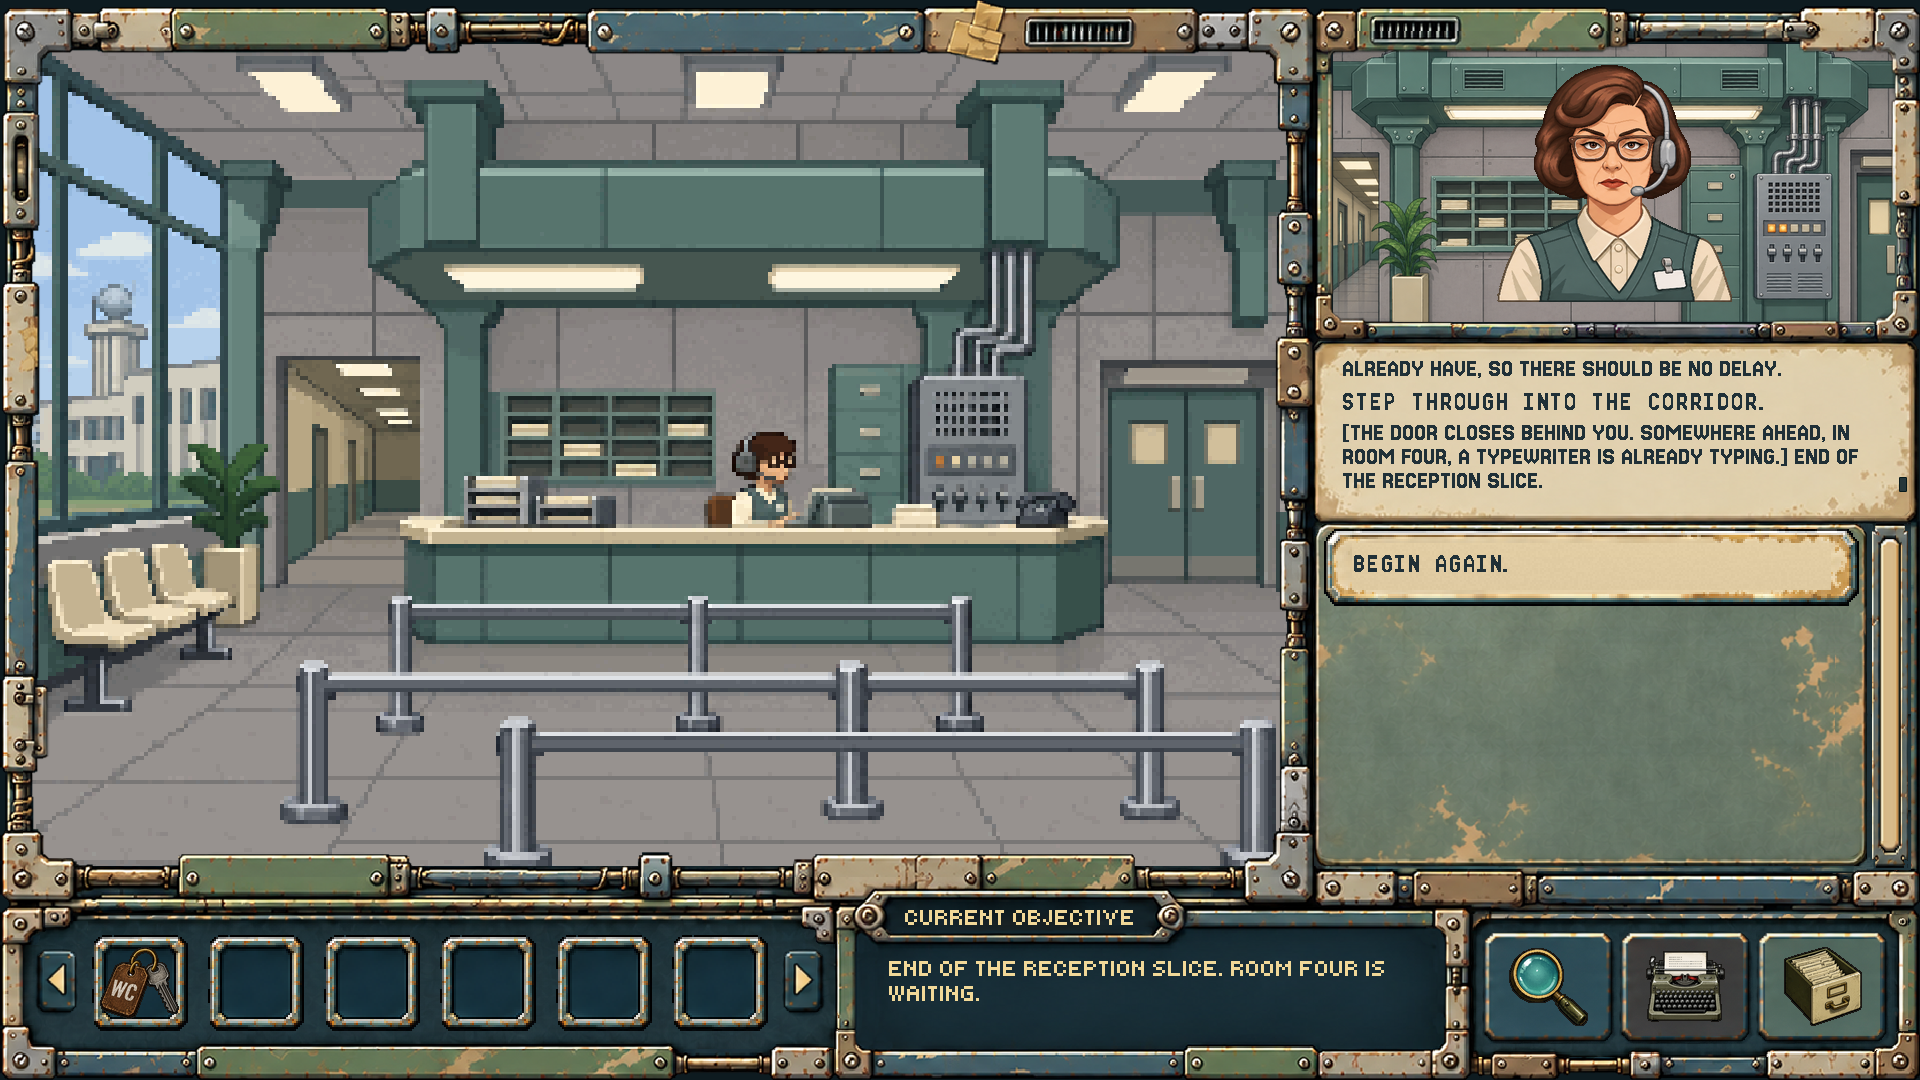 ALREADY HAVE, SO THERE SHOULD BE NO DELAY.
STEP THROUGH INTO THE CORRIDOR.
[THE DOOR CLOSES BEHIND YOU. SOMEWHERE AHEAD, IN
ROOM FOUR, A TYPEWRITER IS ALREADY TYPING.] END OF
THE RECEPTION SLICE.
BEGIN AGAIN.
WC
CURRENT OBJECTIVE
END OF THE RECEPTION SLICE. ROOM FOUR IS
WAITING.